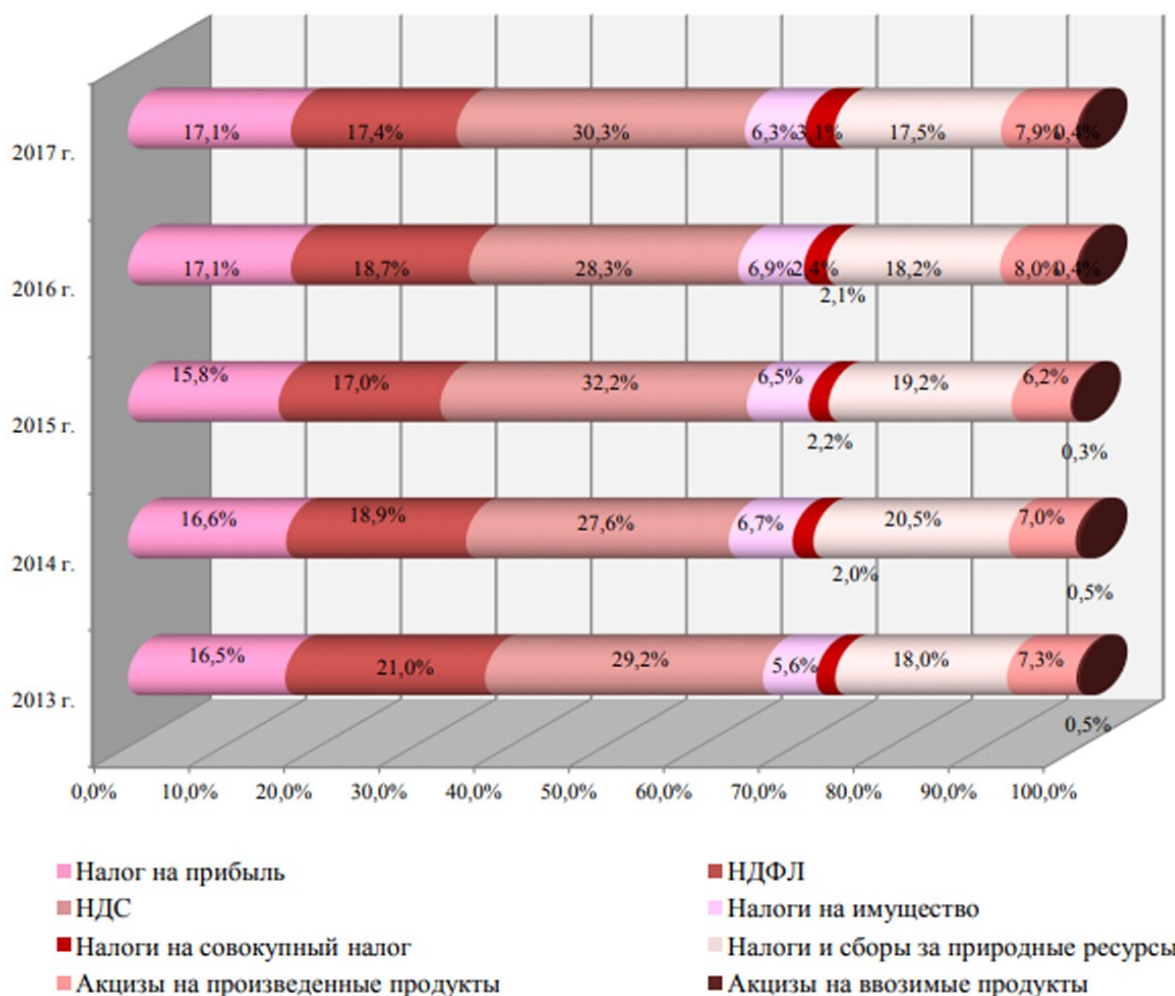 2017 г.
17,1% 17,4% 30,3% 6,3% 3,1% 17,5% 7,9% 0,4%
2016 г.
17,1% 18,7% 28,3% 6,9% 2,4% 18,2% 8,0% 0,4%
2,1%
2015 г.
15,8% 17,0% 32,2% 6,5% 19,2% 6,2%
2,2% 0,3%
2014 г.
16,6% 18,9% 27,6% 6,7% 20,5% 7,0%
2,0% 0,5%
2013 г.
16,5% 21,0% 29,2% 5,6% 18,0% 7,3%
0,5%
0,0% 10,0% 20,0% 30,0% 40,0% 50,0% 60,0% 70,0% 80,0% 90,0% 100,0%
Налог на прибыль НДФЛ
НДС Налоги на имущество
Налоги на совокупный налог Налоги и сборы за природные ресурсы
Акцизы на произведенные продукты Акцизы на ввозимые продукты